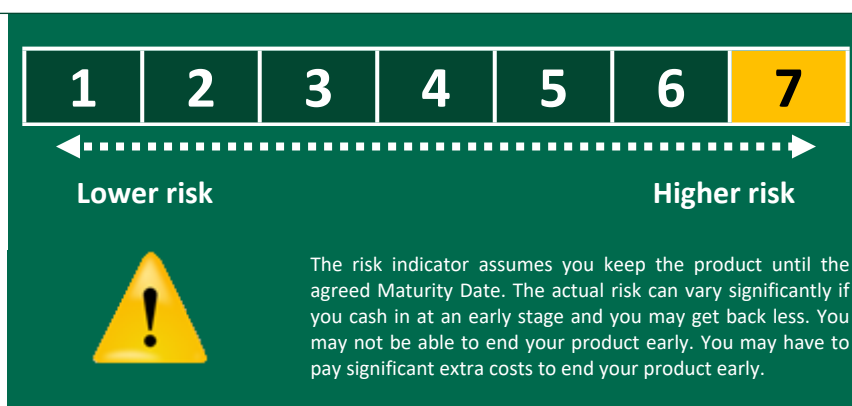 1 2 3 4 5 6 7
Lower risk Higher risk
The risk indicator assumes you keep the product until the
agreed Maturity Date. The actual risk can vary significantly if
you cash in at an early stage and you may get back less. You
may not be able to end your product early. You may have to
pay significant extra costs to end your product early.